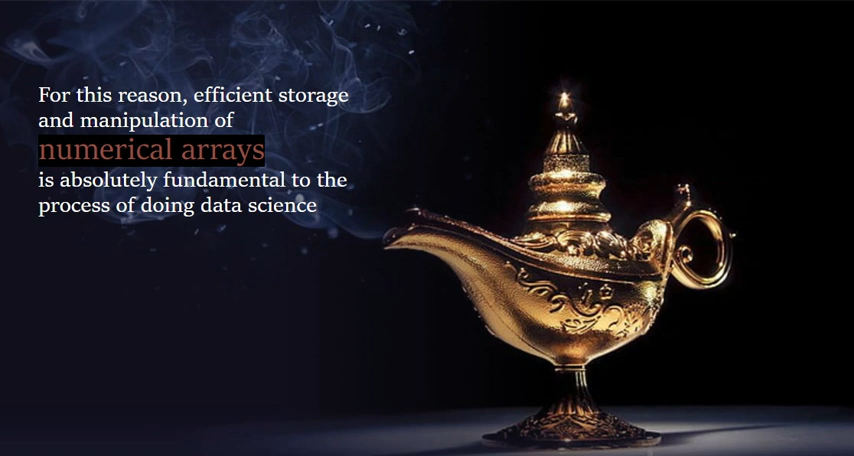 For this reason, efficient storage
and manipulation of
numerical arrays
is absolutely fundamental to the
process of doing data science